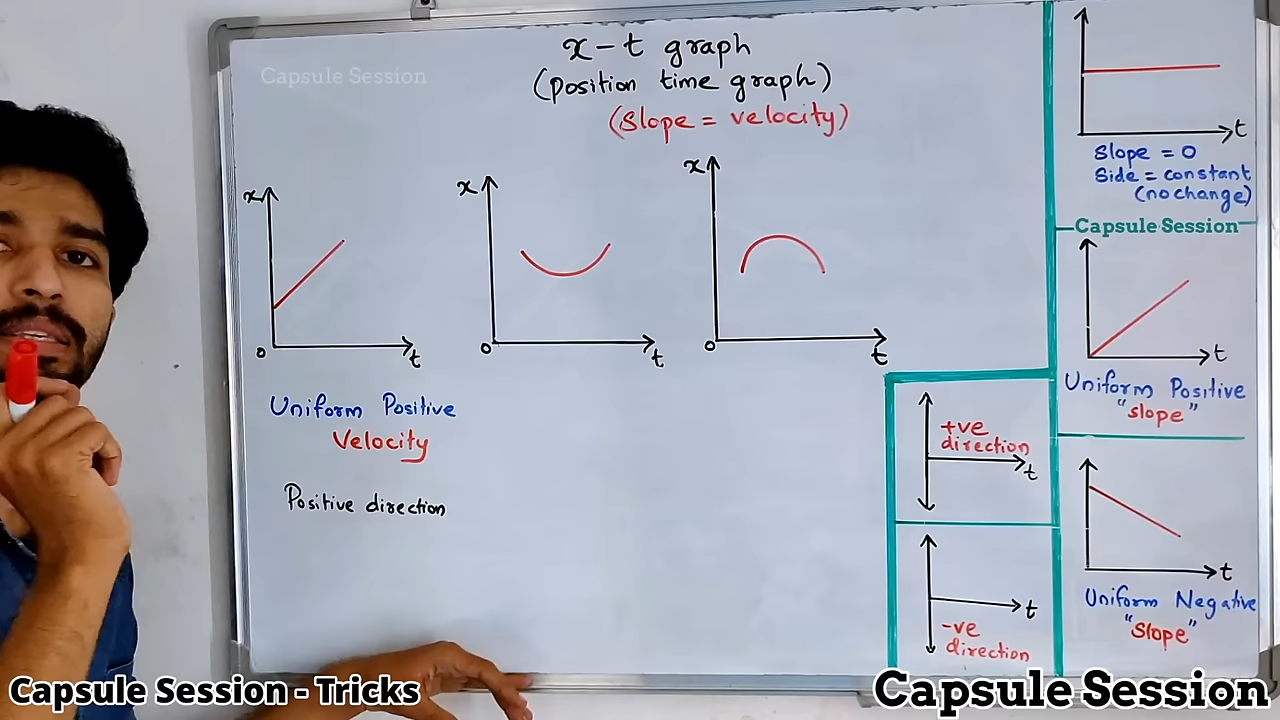 Capsule Session
x-t graph
(Position time graph)
(Slope = velocity)
x
0
t
Uniform Positive
Velocity
Positive direction
x
0
t
x
0
t
+ve
direction
t
t
-ve
direction
t
Slope = 0
Side = constant
(no change)
Capsule Session
t
Uniform Positive
"slope"
t
Uniform Negative
"Slope"
Capsule Session - Tricks
Capsule Session